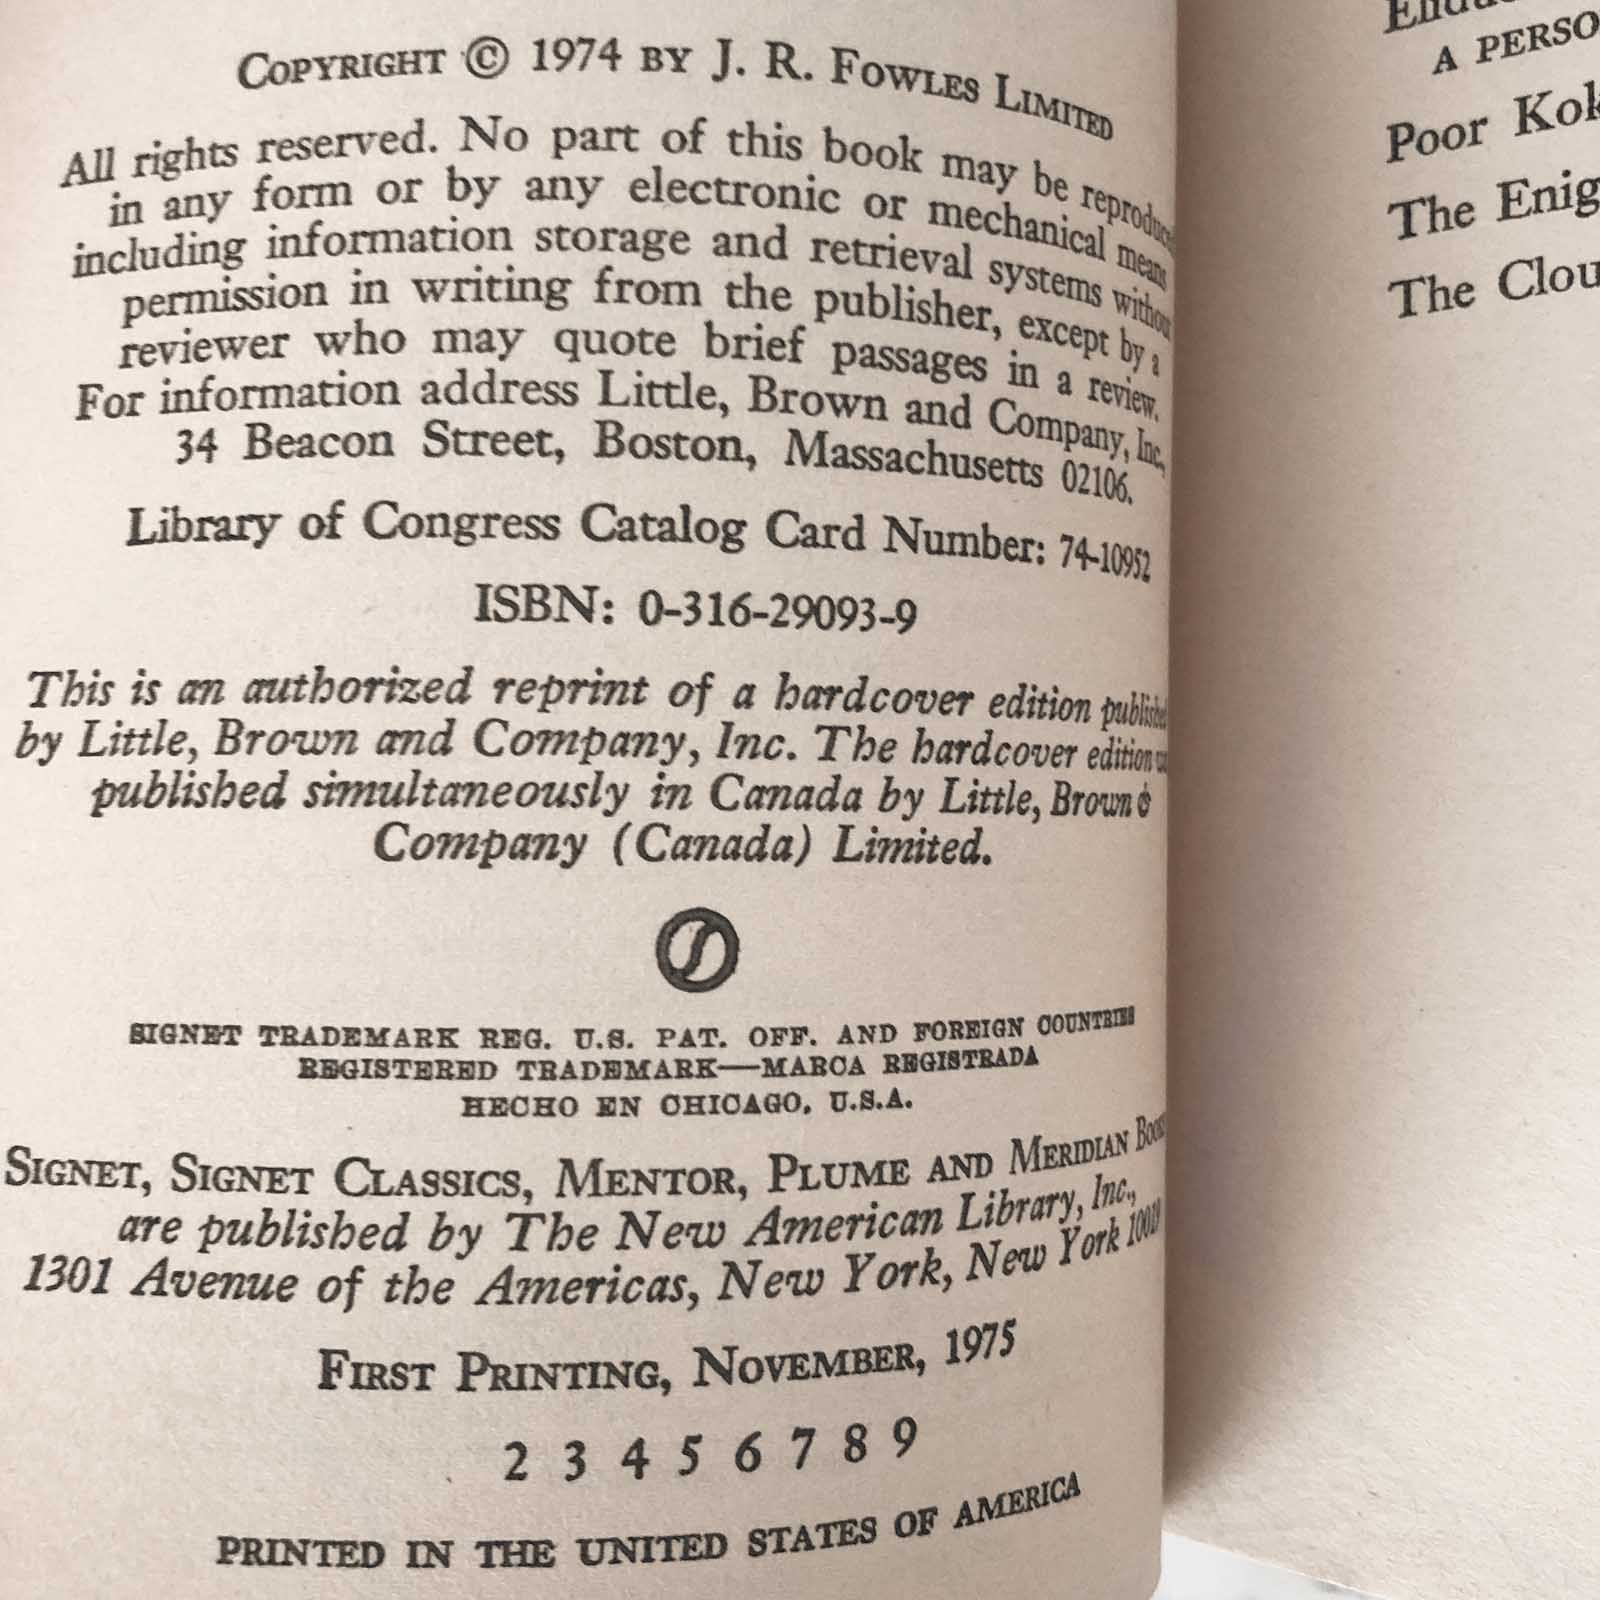 COPYRIGHT © 1974 BY J. R. FOWLES LIMITED
All rights reserved. No part of this book may be
in any form or by any electronic or mechanical means
including information storage and retrieval systems
permission in writing from the publisher, except by a
reviewer who may quote brief passages in a review.
For information address Little, Brown and Company, Inc.,
34 Beacon Street, Boston, Massachusetts 02106.
Library of Congress Catalog Card Number: 74-10952
ISBN: 0-316-29093-9
This is an authorized reprint of a hardcover edition
by Little, Brown and Company, Inc. The hardcover edition
published simultaneously in Canada by Little, Brown &
Company (Canada) Limited.
SIGNET TRADEMARK REG. U.S. PAT. OFF. AND FOREIGN COUNTRIES
REGISTERED TRADEMARK—MARCA REGISTRADA
HECHO EN CHICAGO, U.S.A.
SIGNET, SIGNET CLASSICS, MENTOR, PLUME AND MERIDIAN
are published by The New American Library, Inc.,
1301 Avenue of the Americas, New York, New York
FIRST PRINTING, NOVEMBER, 1975
2 3 4 5 6 7 8 9
PRINTED IN THE UNITED STATES OF AMERICA
A
Poor
The
The